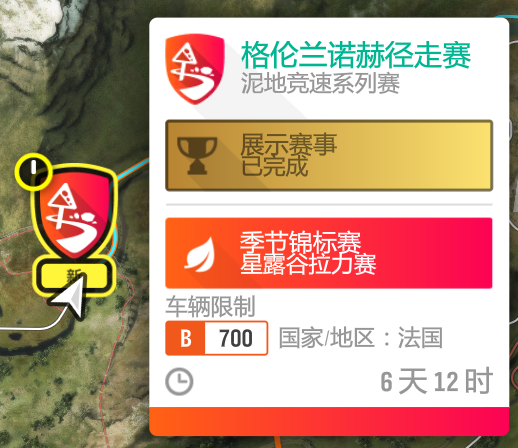 格伦兰诺赫径走赛
泥地竞速系列赛
展示赛事
已完成
季节锦标赛
星露谷拉力赛
新
车辆限制
B 700 国家/地区：法国
6 天 12 时